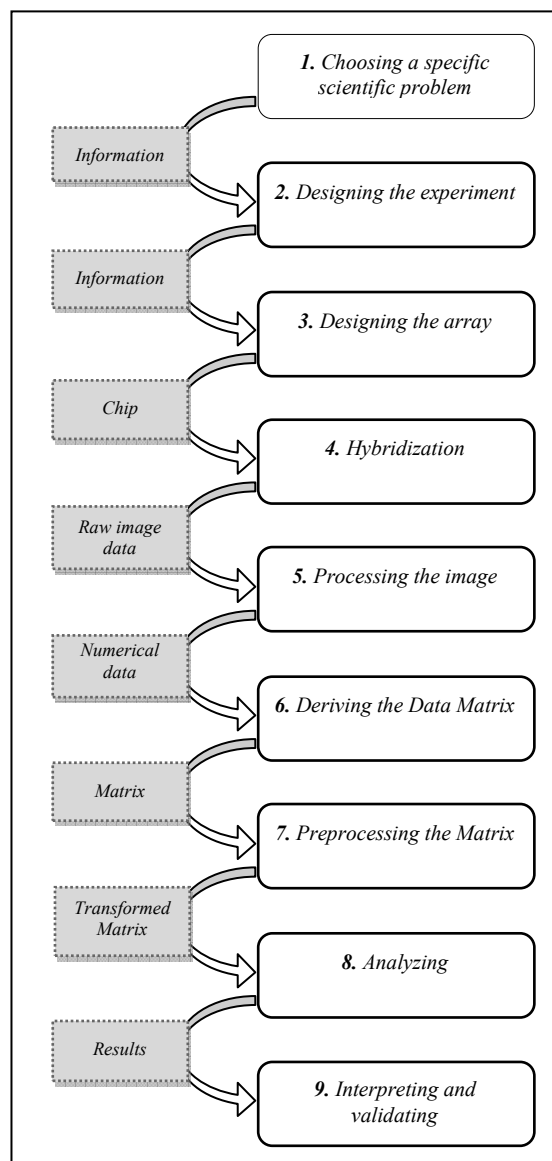 1. Choosing a specific
scientific problem
Information
2. Designing the experiment
Information
3. Designing the array
Chip
4. Hybridization
Raw image
data
5. Processing the image
Numerical
data
6. Deriving the Data Matrix
Matrix
7. Preprocessing the Matrix
Transformed
Matrix
8. Analyzing
Results
9. Interpreting and
validating